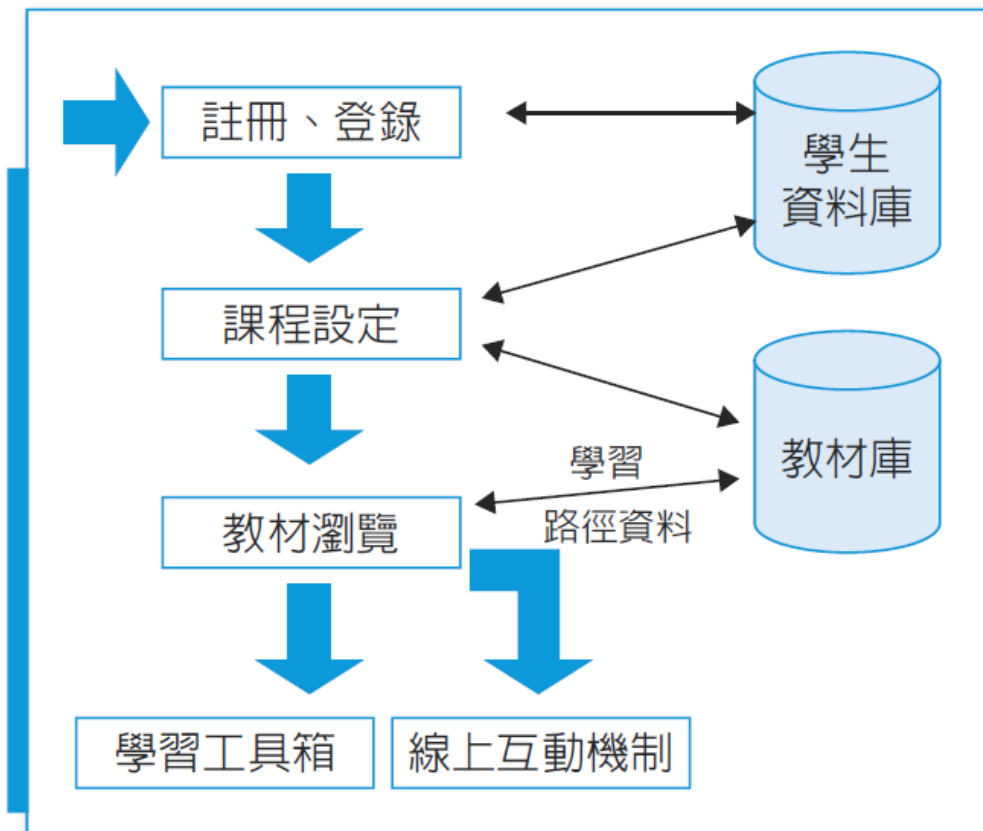 註冊、登錄
學生
資料庫
課程設定
教材庫
學習
路徑資料
教材瀏覽
學習工具箱
線上互動機制